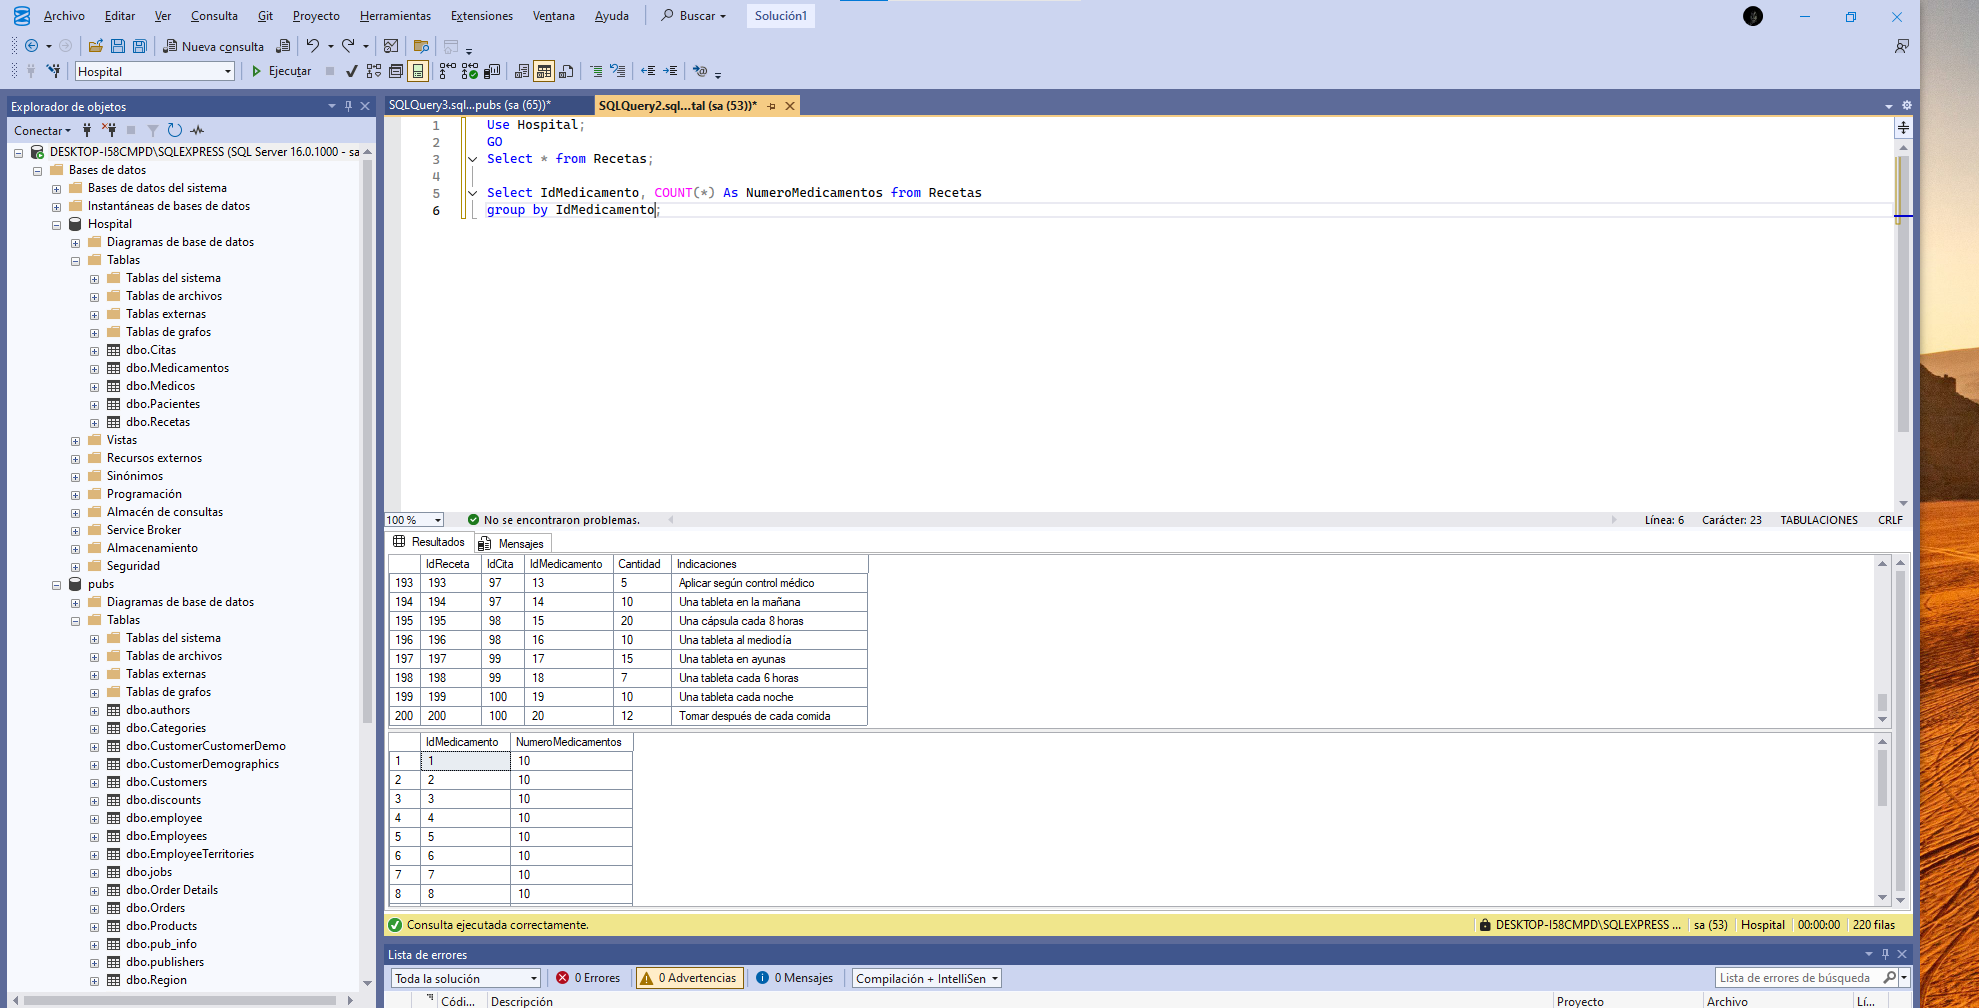 Archivo Editar Ver Consulta Git Proyecto Herramientas Extensiones Ventana Ayuda Buscar Solución1
Nueva consulta
Hospital Ejecutar
Explorador de objetos
Conectar
DESKTOP-I58CMPD\SQLEXPRESS (SQL Server 16.0.1000 - sa
Bases de datos
Bases de datos del sistema
Instantáneas de bases de datos
Hospital
Diagramas de base de datos
Tablas
Tablas del sistema
Tablas de archivos
Tablas externas
Tablas de grafos
dbo.Citas
dbo.Medicamentos
dbo.Medicos
dbo.Pacientes
dbo.Recetas
Vistas
Recursos externos
Sinónimos
Programación
Almacén de consultas
Service Broker
Almacenamiento
Seguridad
pubs
Diagramas de base de datos
Tablas
Tablas del sistema
Tablas de archivos
Tablas externas
Tablas de grafos
dbo.authors
dbo.Categories
dbo.CustomerCustomerDemo
dbo.CustomerDemographics
dbo.Customers
dbo.discounts
dbo.employee
dbo.Employees
dbo.EmployeeTerritories
dbo.jobs
dbo.Order Details
dbo.Orders
dbo.Products
dbo.pub_info
dbo.publishers
dbo.Region
SQLQuery3.sql...pubs (sa (65))* SQLQuery2.sql...tal (sa (53))*
1 Use Hospital;
2 GO
3 Select * from Recetas;
4
5 Select IdMedicamento, COUNT(*) As NumeroMedicamentos from Recetas
6 group by IdMedicamento;
100 % No se encontraron problemas. Línea: 6 Carácter: 23 TABULACIONES CRLF
Resultados Mensajes
IdReceta IdCita IdMedicamento Cantidad Indicaciones
193 193 97 13 5 Aplicar según control médico
194 194 97 14 10 Una tableta en la mañana
195 195 98 15 20 Una cápsula cada 8 horas
196 196 98 16 10 Una tableta al mediodía
197 197 99 17 15 Una tableta en ayunas
198 198 99 18 7 Una tableta cada 6 horas
199 199 100 19 10 Una tableta cada noche
200 200 100 20 12 Tomar después de cada comida
IdMedicamento NumeroMedicamentos
1 1 10
2 2 10
3 3 10
4 4 10
5 5 10
6 6 10
7 7 10
8 8 10
Consulta ejecutada correctamente. DESKTOP-I58CMPD\SQLEXPRESS ... sa (53) Hospital 00:00:00 220 filas
Lista de errores
Toda la solución 0 Errores 0 Advertencias 0 Mensajes Compilación + IntelliSen Lista de errores de búsqueda
Códi... Descripción Proyecto Archivo Lí...